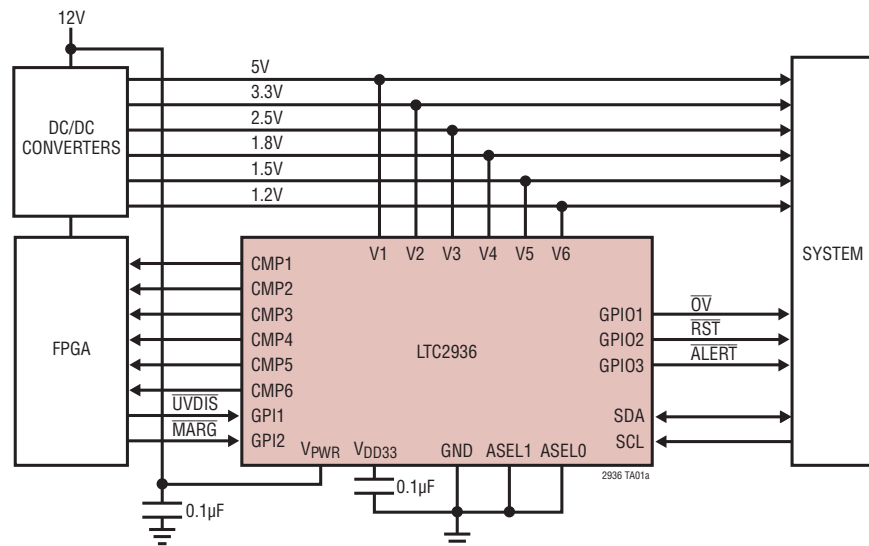 12V
5V
3.3V
2.5V
1.8V
1.5V
1.2V
DC/DC
CONVERTERS
V1 V2 V3 V4 V5 V6
SYSTEM
FPGA
CMP1
CMP2
CMP3
CMP4
CMP5
CMP6
UVDIS
GPI1
MARG
GPI2
LTC2936
GPIO1
OV
GPIO2
RST
GPIO3
ALERT
SDA
SCL
VPWR VDD33 GND ASEL1 ASEL0
2936 TA01a
0.1µF
0.1µF